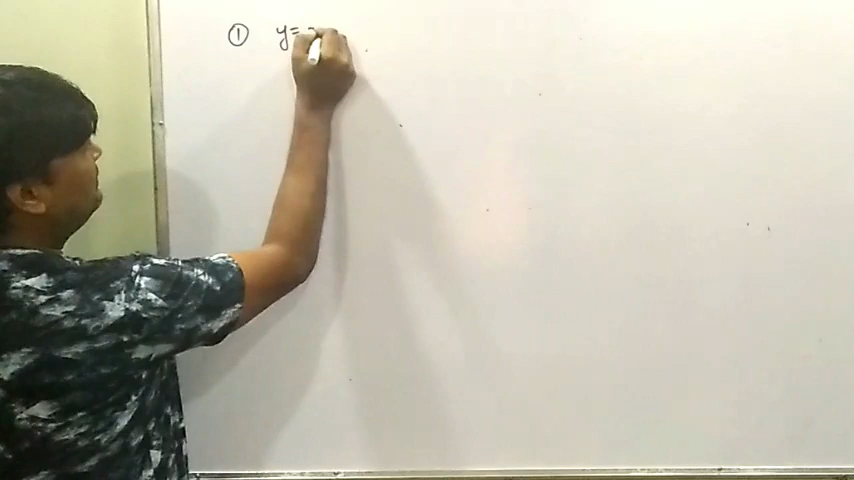 ① y=